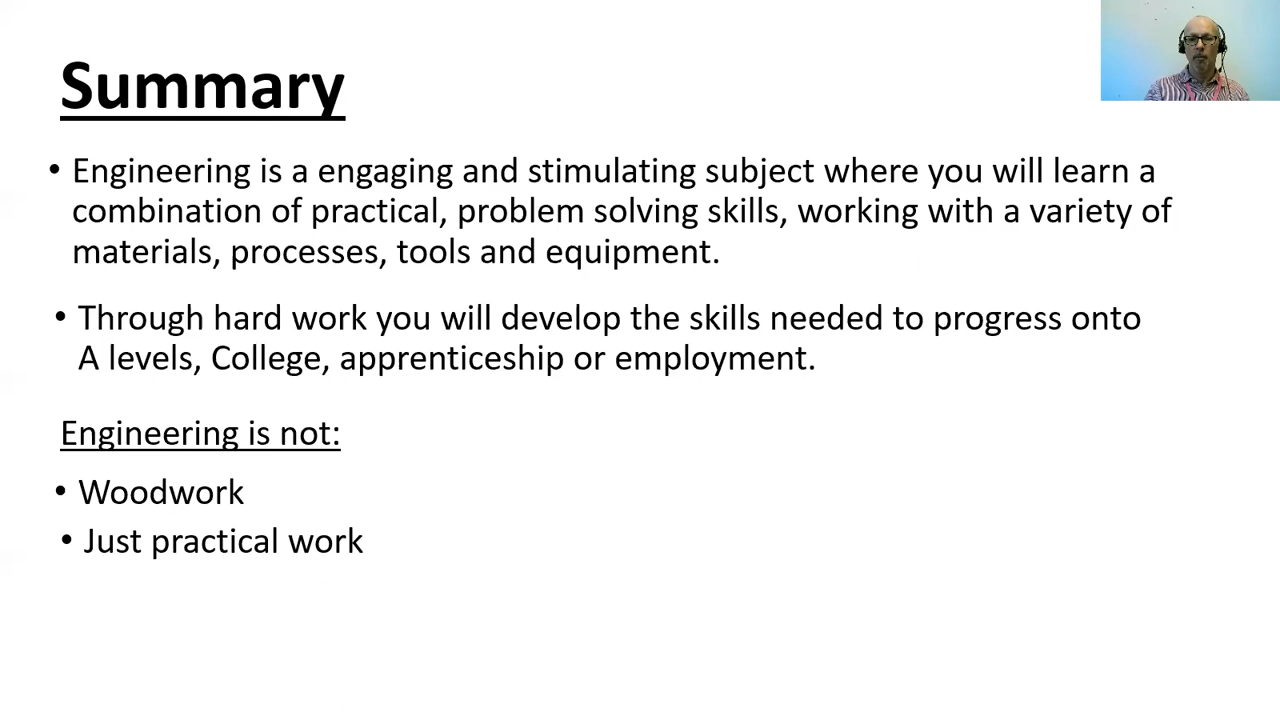 Summary
• Engineering is a engaging and stimulating subject where you will learn a
combination of practical, problem solving skills, working with a variety of
materials, processes, tools and equipment.
• Through hard work you will develop the skills needed to progress onto
A levels, College, apprenticeship or employment.
Engineering is not:
• Woodwork
• Just practical work